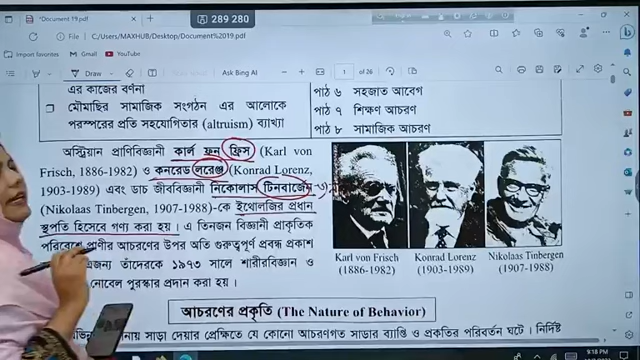 *Document 19.pdf
289 280
C:/Users/MAXHUB/Desktop/Document%2019.pdf
Import favorites
Gmail
YouTube
Draw
Ask Bing AI
1
of 26
এর কাজের বর্ণনা
মৌমাছির সামাজিক সংগঠন এর আলোকে
পরস্পরের প্রতি সহযোগিতার (altruism) ব্যাখ্যা
পাঠ ৬ সহজাত আবেগ
পাঠ ৭ শিক্ষণ আচরণ
পাঠ ৮ সামাজিক আচরণ
অস্ট্রিয়ান প্রাণিবিজ্ঞানী কার্ল ফন ফ্রিস (Karl von
Frisch, 1886-1982) ও কনরেড লরেঞ্জ (Konrad Lorenz,
1903-1989) এবং ডাচ জীববিজ্ঞানী নিকোলাস টিনবার্জেন
(Nikolaas Tinbergen, 1907-1988)-কে ইথোলজির প্রধান
স্থপতি হিসেবে গণ্য করা হয়। এ তিনজন বিজ্ঞানী প্রাকৃতিক
পরিবেশে প্রাণীর আচরণের উপর অতি গুরুত্বপূর্ণ প্রবন্ধ প্রকাশ
এজন্য তাঁদেরকে ১৯৭৩ সালে শারীরবিজ্ঞান ও
নোবেল পুরস্কার প্রদান করা হয়।
Karl von Frisch
(1886-1982)
Konrad Lorenz
(1903-1989)
Nikolaas Tinbergen
(1907-1988)
আচরণের প্রকৃতি (The Nature of Behavior)
সাড়া দেয়ার প্রেক্ষিতে যে কোনো আচরণগত সাড়ার ব্যাপ্তি ও প্রকৃতির পরিবর্তন ঘটে। নির্দিষ্ট
9:18 PM